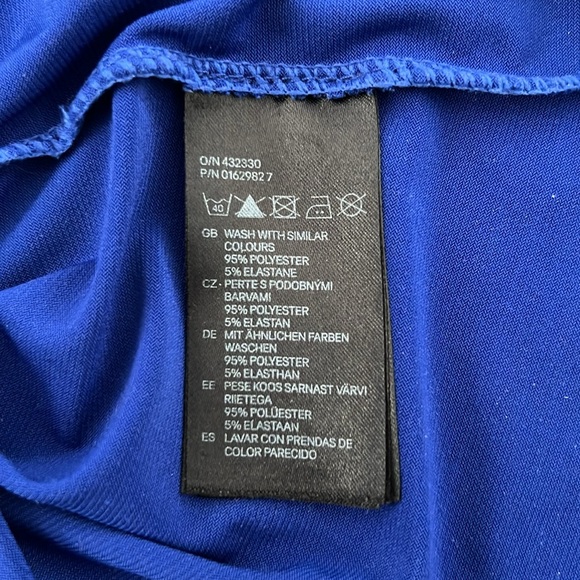 O/N 432330
P/N 0162982 7
40
GB WASH WITH SIMILAR
COLOURS
95% POLYESTER
5% ELASTANE
CZ- PERTE S PODOBNÝMI
BARVAMI
95% POLYESTER
5% ELASTAN
DE MIT ÄHNLICHEN FARBEN
WASCHEN
95% POLYESTER
5% ELASTHAN
EE PESE KOOS SARNAST VÄRVI
RIIETEGA
95% POLÜESTER
5% ELASTAAN
ES LAVAR CON PRENDAS DE
COLOR PARECIDO